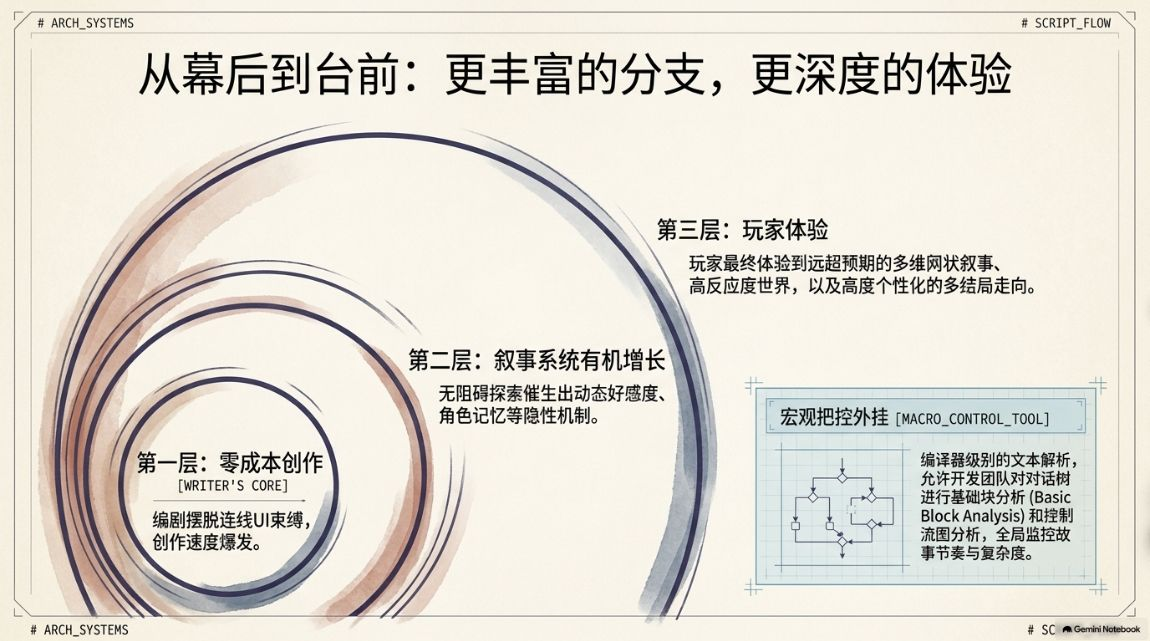 # ARCH_SYSTEMS
# SCRIPT_FLOW
从幕后到台前：更丰富的分支，更深度的体验
第三层：玩家体验
玩家最终体验到远超预期的多维网状叙事、
高反应度世界，以及高度个性化的多结局走向。
第二层：叙事系统有机增长
无阻碍探索催生出动态好感度、
角色记忆等隐性机制。
第一层：零成本创作
[WRITER'S CORE]
编剧摆脱连线UI束缚，
创作速度爆发。
宏观把控外挂 [MACRO_CONTROL_TOOL]
编译器级别的文本解析，
允许开发团队对对话树
进行基础块分析 (Basic
Block Analysis) 和控制
流图分析，全局监控故
事节奏与复杂度。
# ARCH_SYSTEMS
# SC
Gemini Notebook